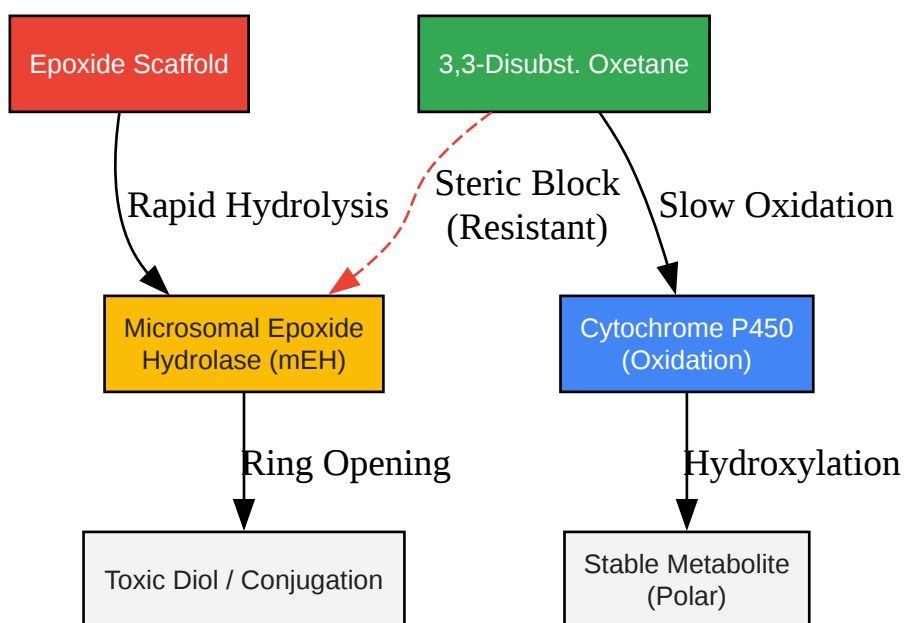 Epoxide Scaffold
3,3-Disubst. Oxetane
Rapid Hydrolysis
Steric Block
(Resistant)
Slow Oxidation
Microsomal Epoxide
Hydrolase (mEH)
Cytochrome P450
(Oxidation)
Ring Opening
Hydroxylation
Toxic Diol / Conjugation
Stable Metabolite
(Polar)